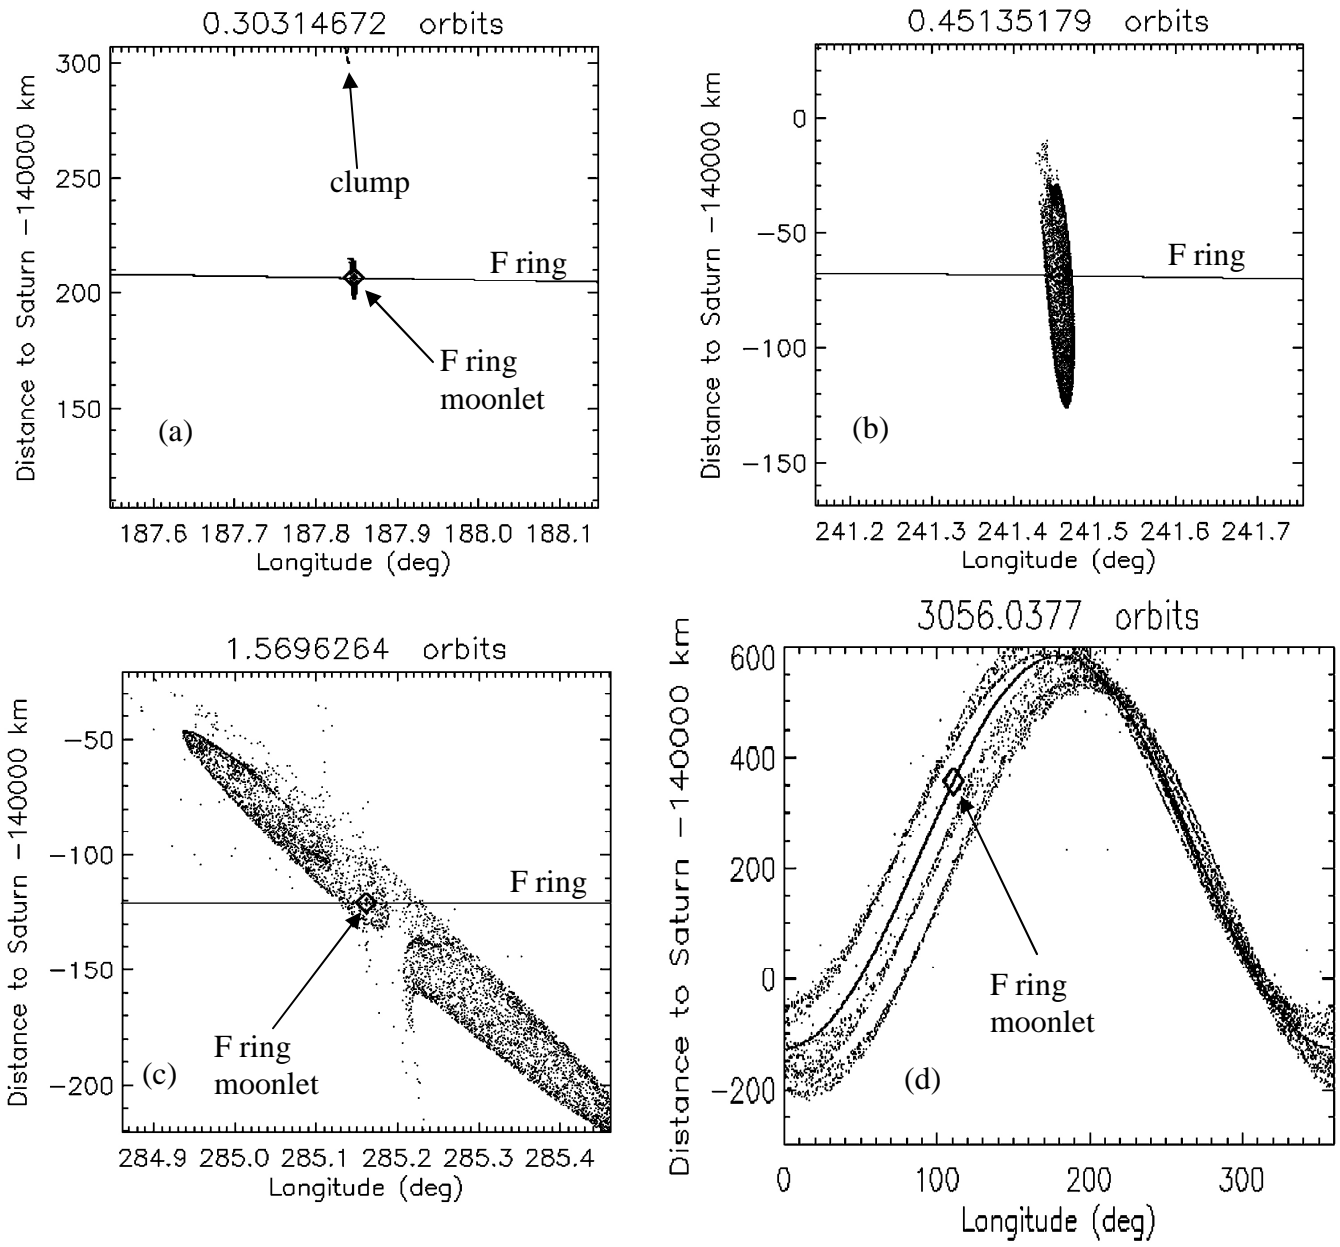 0.30314672 orbits
Distance to Saturn -140000 km
300
250
200
150
clump
F ring
F ring
moonlet
(a)
187.6 187.7 187.8 187.9 188.0 188.1
Longitude (deg)
0.45135179 orbits
Distance to Saturn -140000 km
0
-50
-100
-150
F ring
(b)
241.2 241.3 241.4 241.5 241.6 241.7
Longitude (deg)
1.5696264 orbits
Distance to Saturn -140000 km
-50
-100
-150
-200
F ring
F ring
moonlet
(c)
284.9 285.0 285.1 285.2 285.3 285.4
Longitude (deg)
3056.0377 orbits
Distance to Saturn -140000 km
600
400
200
0
-200
F ring
moonlet
(d)
0 100 200 300
Longitude (deg)